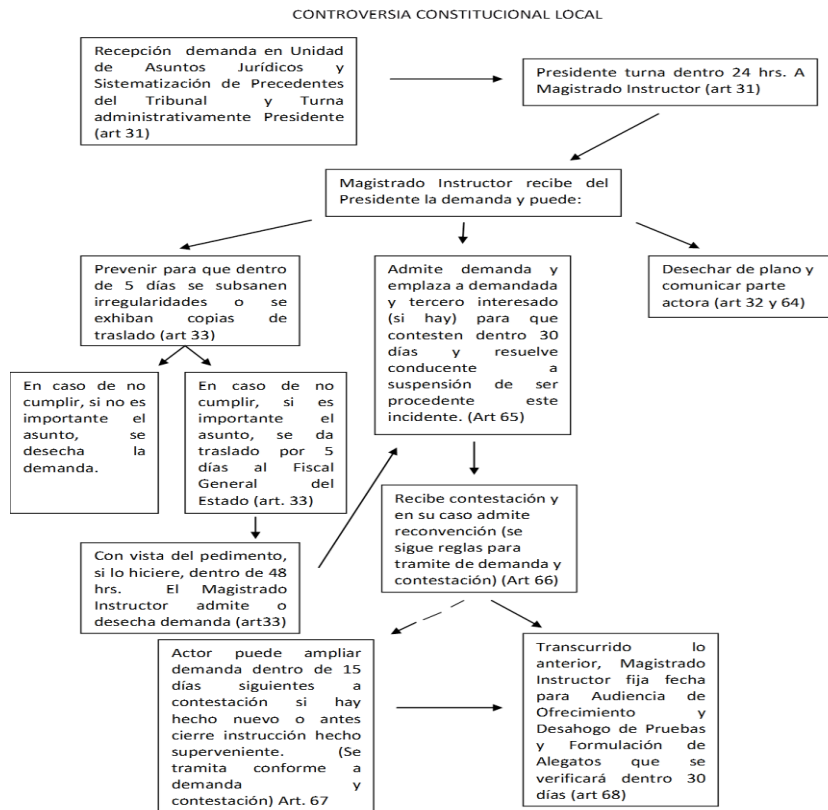 CONTROVERSIA CONSTITUCIONAL LOCAL
Recepción demanda en Unidad
de Asuntos Jurídicos y
Sistematización de Precedentes
del Tribunal y Turna
administrativamente Presidente
(art 31)
Presidente turna dentro 24 hrs. A
Magistrado Instructor (art 31)
Magistrado Instructor recibe del
Presidente la demanda y puede:
Prevenir para que dentro
de 5 días se subsanen
irregularidades o se
exhiban copias de
traslado (art 33)
Admite demanda y
emplaza a demandada
y tercero interesado
(si hay) para que
contesten dentro 30
días y resuelve
conducente a
suspensión de ser
procedente este
incidente. (Art 65)
Desechar de plano y
comunicar parte
actora (art 32 y 64)
En caso de no
cumplir, si no es
importante el
asunto, se
desecha la
demanda.
En caso de no
cumplir, si es
importante el
asunto, se da
traslado por 5
días al Fiscal
General del
Estado (art. 33)
Recibe contestación y
en su caso admite
reconvención (se
sigue reglas para
tramite de demanda y
contestación) (Art 66)
Con vista del pedimento,
si lo hiciere, dentro de 48
hrs. El Magistrado
Instructor admite o
desecha demanda (art33)
Actor puede ampliar
demanda dentro de 15
días siguientes a
contestación si hay
hecho nuevo o antes
cierre instrucción hecho
superveniente. (Se
tramita conforme a
demanda y
contestación) Art. 67
Transcurrido lo
anterior, Magistrado
Instructor fija fecha
para Audiencia de
Ofrecimiento y
Desahogo de Pruebas
y Formulación de
Alegatos que se
verificará dentro 30
días (art 68)